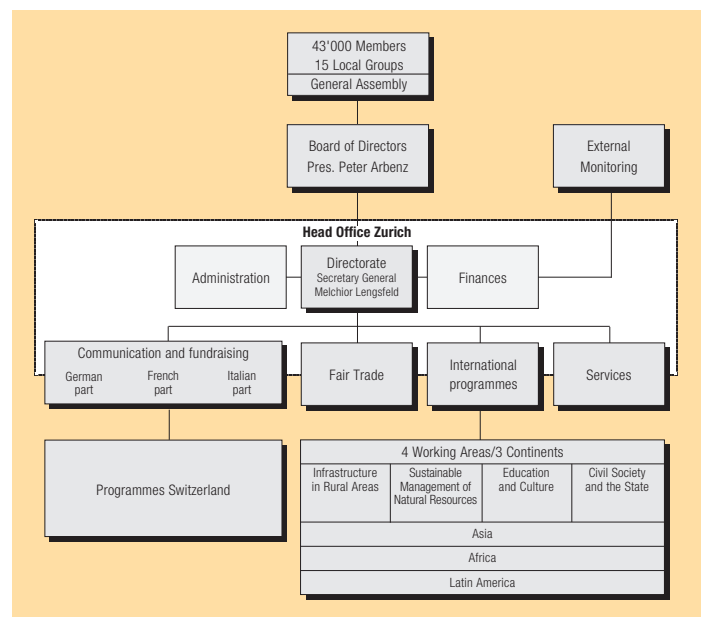 43'000 Members
15 Local Groups
General Assembly
Board of Directors
Pres. Peter Arbenz
External
Monitoring
Head Office Zurich
Administration
Directorate
Secretary General
Melchior Lengsfeld
Finances
Communication and fundraising
German
part
French
part
Italian
part
Fair Trade
International
programmes
Services
Programmes Switzerland
4 Working Areas/3 Continents
Infrastructure
in Rural Areas
Sustainable
Management of
Natural Resources
Education
and Culture
Civil Society
and the State
Asia
Africa
Latin America